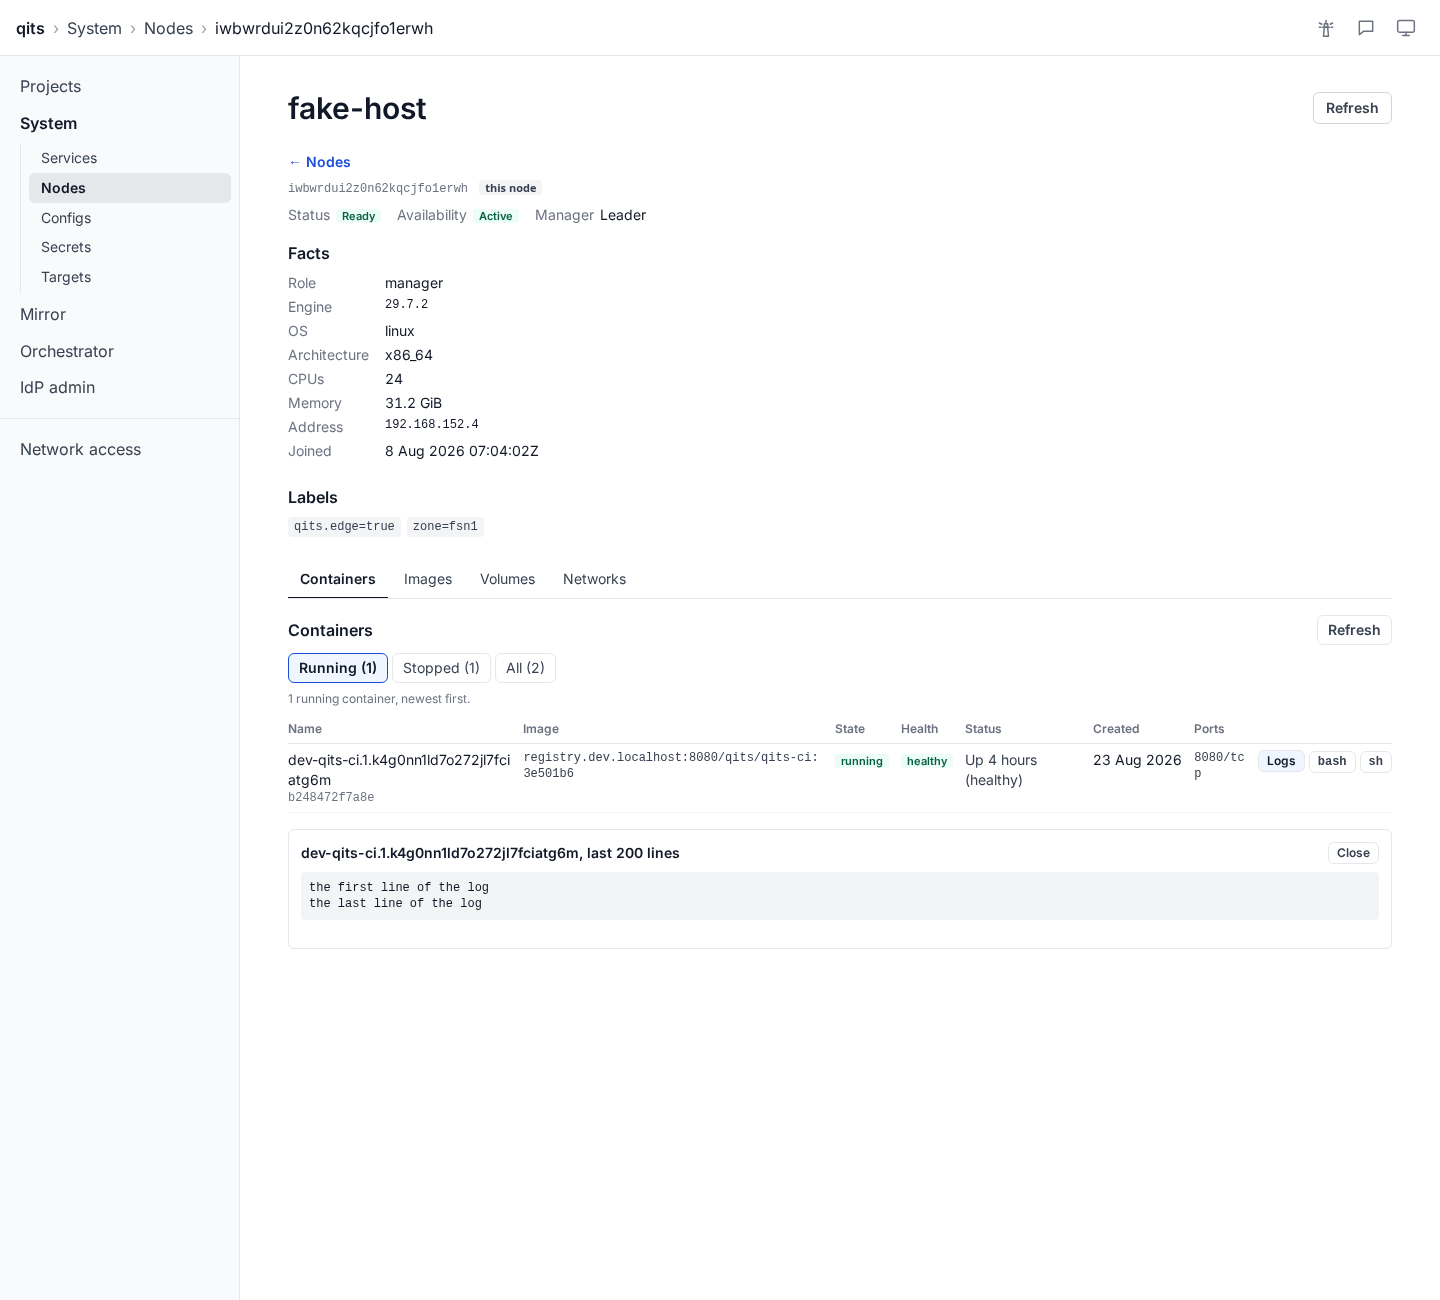 qits › System › Nodes › iwbwrdui2z0n62kqcjfo1erwh
Projects
System
Services
Nodes
Configs
Secrets
Targets
Mirror
Orchestrator
IdP admin
Network access
fake-host
Refresh
← Nodes
iwbwrdui2z0n62kqcjfo1erwh this node
Status Ready Availability Active Manager Leader
Facts
Role manager
Engine 29.7.2
OS linux
Architecture x86_64
CPUs 24
Memory 31.2 GiB
Address 192.168.152.4
Joined 8 Aug 2026 07:04:02Z
Labels
qits.edge=true zone=fsn1
Containers Images Volumes Networks
Containers
Refresh
Running (1) Stopped (1) All (2)
1 running container, newest first.
Name Image State Health Status Created Ports
dev-qits-ci.1.k4g0nn1ld7o272jl7fci
atg6m
b248472f7a8e
registry.dev.localhost:8080/qits/qits-ci:
3e501b6
running
healthy
Up 4 hours
(healthy)
23 Aug 2026
8080/tc
p
Logs bash sh
dev-qits-ci.1.k4g0nn1ld7o272jl7fciatg6m, last 200 lines
Close
the first line of the log
the last line of the log